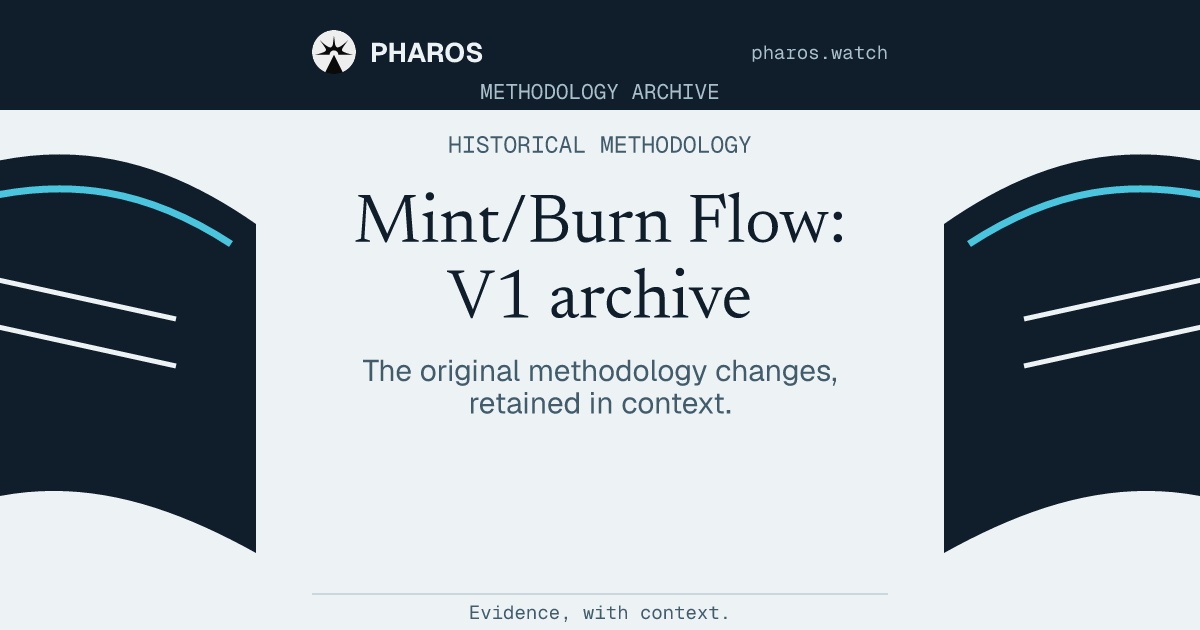 PHAROS
pharos.watch
METHODOLOGY ARCHIVE
HISTORICAL METHODOLOGY
Mint/Burn Flow:
V1 archive
The original methodology changes,
retained in context.
Evidence, with context.